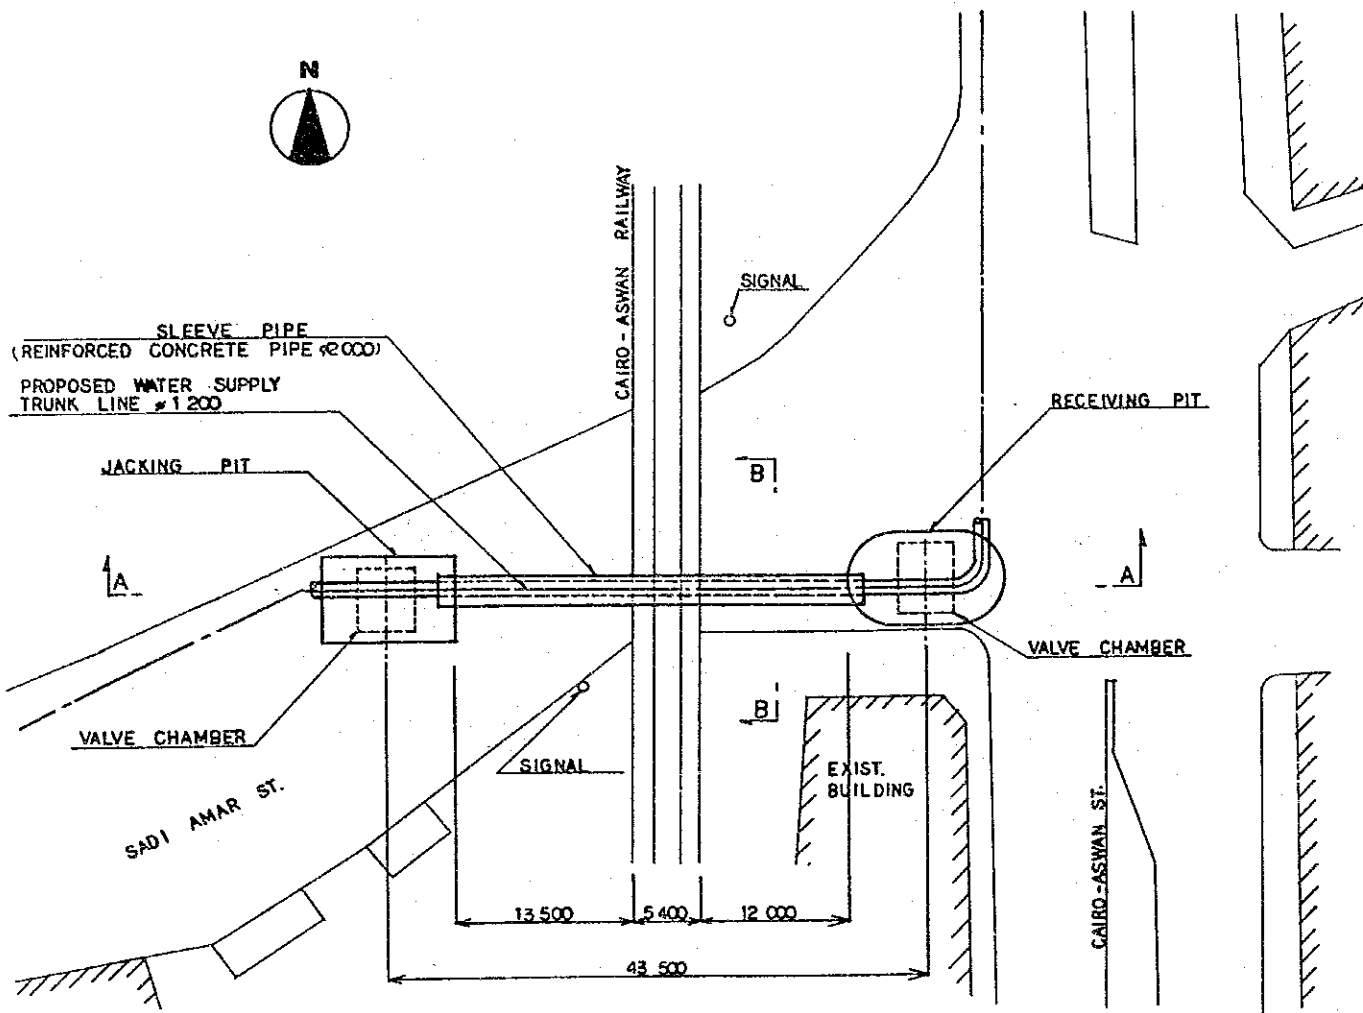 N
CAIRO-ASWAN RAILWAY
SIGNAL
SLEEVE PIPE
(REINFORCED CONCRETE PIPE ø2000)
PROPOSED WATER SUPPLY
TRUNK LINE ø1200
RECEIVING PIT
JACKING PIT
B
A
A
VALVE CHAMBER
B
VALVE CHAMBER
SIGNAL
EXIST.
BUILDING
SADI AMAR ST.
CAIRO-ASWAN ST.
13 500
5 400
12 000
43 500